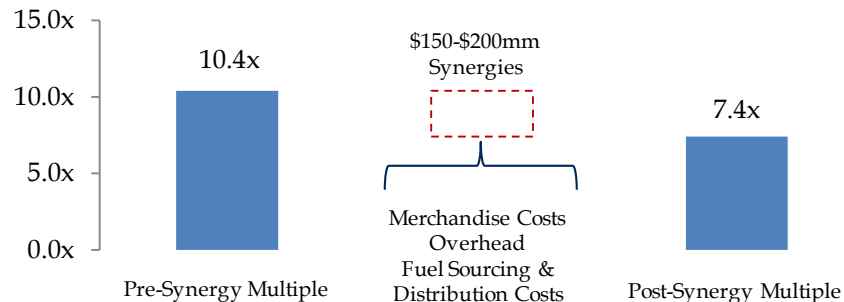 15.0x
10.0x
5.0x
0.0x
10.4x
Pre-Synergy Multiple
$150-$200mm
Synergies
Merchandise Costs
Overhead
Fuel Sourcing &
Distribution Costs
7.4x
Post-Synergy Multiple